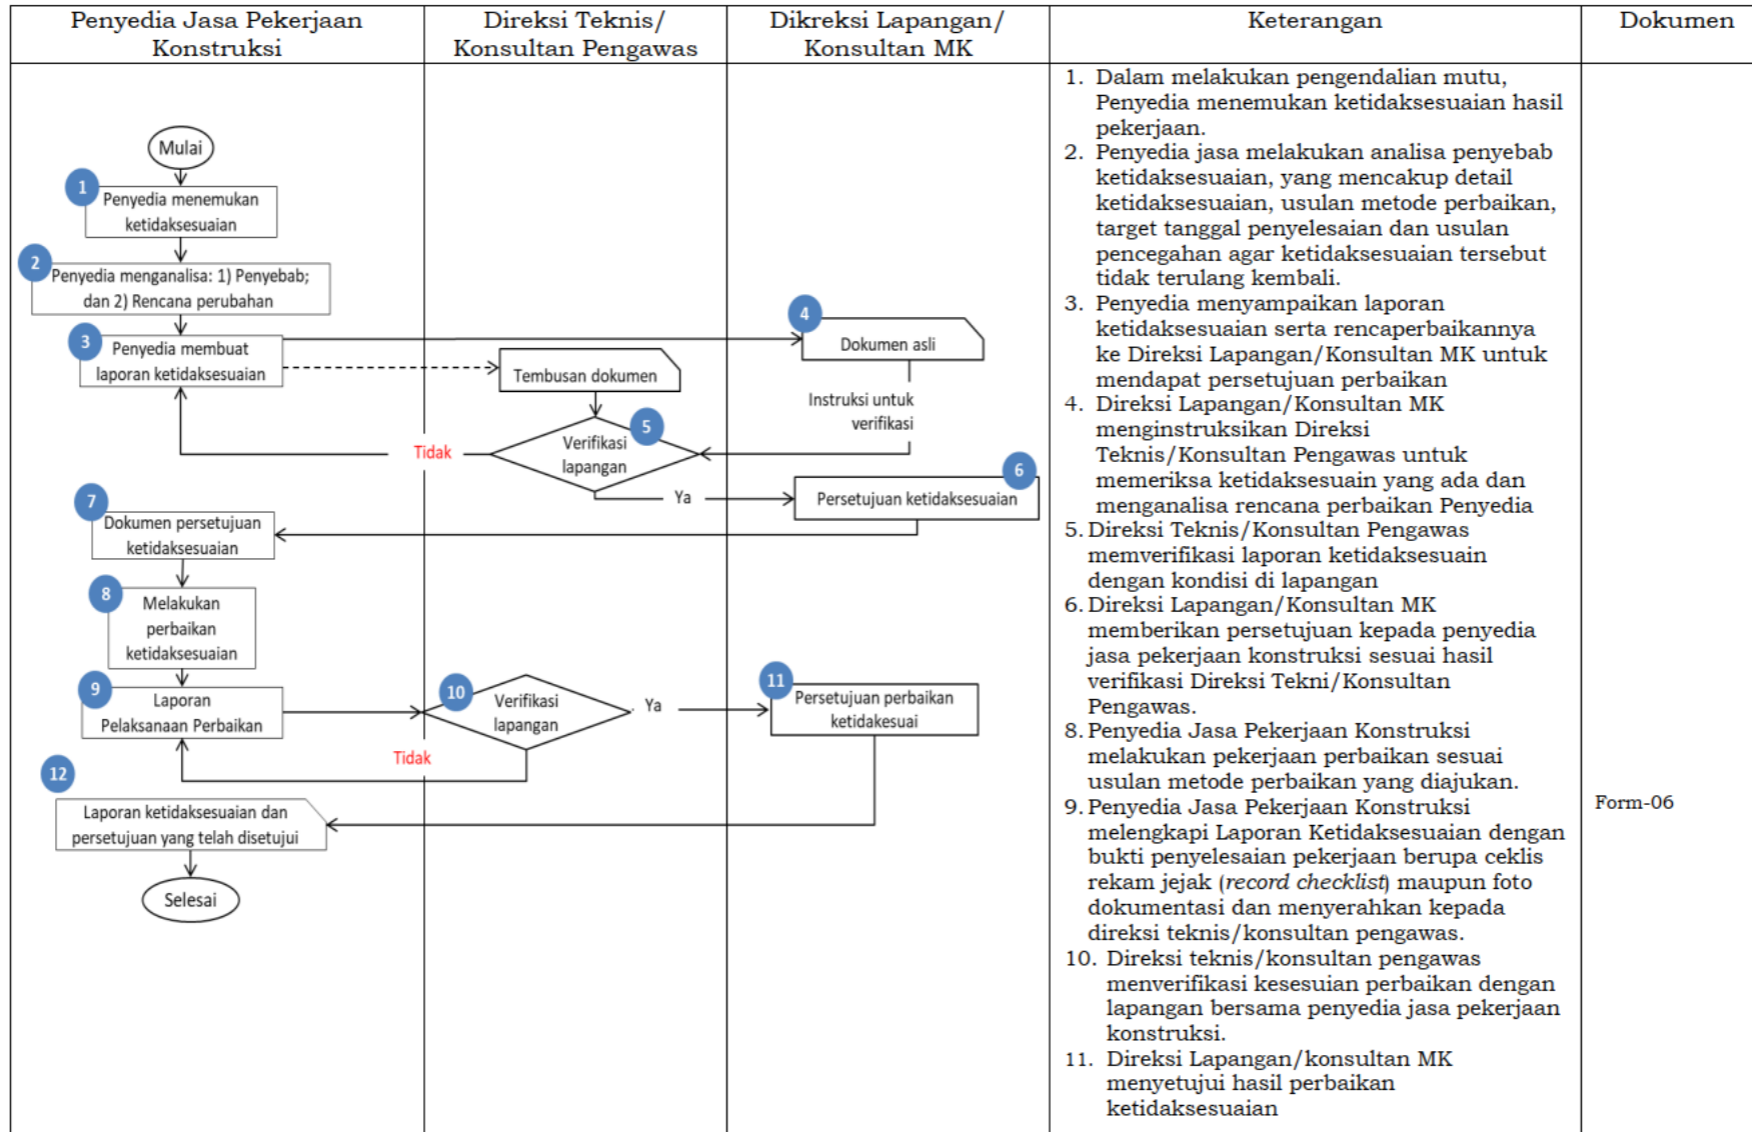 Penyedia Jasa Pekerjaan
Konstruksi
Direksi Teknis/
Konsultan Pengawas
Dikreksi Lapangan/
Konsultan MK
Keterangan
Dokumen
Mulai
1
Penyedia menemukan
ketidaksesuaian
2
Penyedia menganalisa: 1) Penyebab;
dan 2) Rencana perubahan
3
Penyedia membuat
laporan ketidaksesuaian
4
Dokumen asli
Tembusan dokumen
Instruksi untuk
verifikasi
5
Verifikasi
lapangan
Tidak
Ya
6
Persetujuan ketidaksesuaian
7
Dokumen persetujuan
ketidaksesuaian
8
Melakukan
perbaikan
ketidaksesuaian
9
Laporan
Pelaksanaan Perbaikan
10
Verifikasi
lapangan
Ya
Tidak
11
Persetujuan perbaikan
ketidakesuai
12
Laporan ketidaksesuaian dan
persetujuan yang telah disetujui
Selesai
1. Dalam melakukan pengendalian mutu,
Penyedia menemukan ketidaksesuaian hasil
pekerjaan.
2. Penyedia jasa melakukan analisa penyebab
ketidaksesuaian, yang mencakup detail
ketidaksesuaian, usulan metode perbaikan,
target tanggal penyelesaian dan usulan
pencegahan agar ketidaksesuaian tersebut
tidak terulang kembali.
3. Penyedia menyampaikan laporan
ketidaksesuaian serta rencaperbaikannya
ke Direksi Lapangan/Konsultan MK untuk
mendapat persetujuan perbaikan
4. Direksi Lapangan/Konsultan MK
menginstruksikan Direksi
Teknis/Konsultan Pengawas untuk
memeriksa ketidaksesuain yang ada dan
menganalisa rencana perbaikan Penyedia
5. Direksi Teknis/Konsultan Pengawas
memverifikasi laporan ketidaksesuain
dengan kondisi di lapangan
6. Direksi Lapangan/Konsultan MK
memberikan persetujuan kepada penyedia
jasa pekerjaan konstruksi sesuai hasil
verifikasi Direksi Tekni/Konsultan
Pengawas.
8. Penyedia Jasa Pekerjaan Konstruksi
melakukan pekerjaan perbaikan sesuai
usulan metode perbaikan yang diajukan.
9. Penyedia Jasa Pekerjaan Konstruksi
melengkapi Laporan Ketidaksesuaian dengan
bukti penyelesaian pekerjaan berupa ceklis
rekam jejak (record checklist) maupun foto
dokumentasi dan menyerahkan kepada
direksi teknis/konsultan pengawas.
10. Direksi teknis/konsultan pengawas
menverifikasi kesesuian perbaikan dengan
lapangan bersama penyedia jasa pekerjaan
konstruksi.
11. Direksi Lapangan/konsultan MK
menyetujui hasil perbaikan
ketidaksesuaian
Form-06